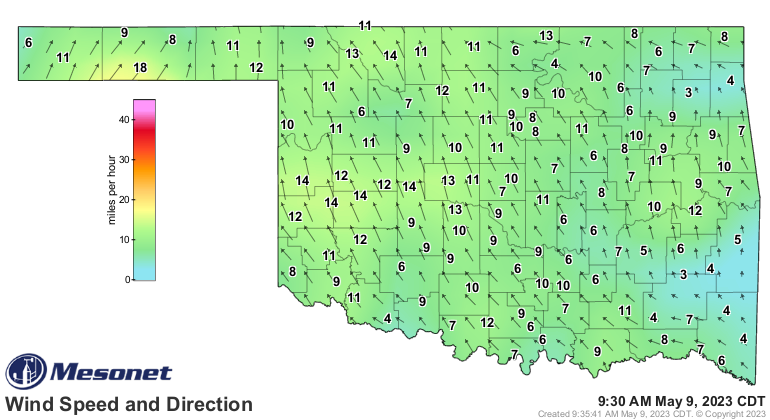 11
9 8 13 8 8
6 11 11 9 13 14 11 11 6 7 6 7
18 12 4 7
11 12 11 10 6 3 4
7 9 10
40
6 11 9 8 6 9
10 11 10 8 11 10 9 7
11 9 10 11 6 8 9
30
11
14 12 12 14 13 11 10 7 7 10
14 14 7 11 8 9 7
20
12 13 9 10 12
9 10 6 6
10
12 9 9 9 7 5 6 5
11 9 6
8 6 6 3 4
0
9 10 10 10 6
11 9 9 7 11 4
4 7 12 6 4 7
7 6 9 8 7 6 4
miles per hour
Mesonet
Wind Speed and Direction
9:30 AM May 9, 2023 CDT
Created 9:35:41 AM May 9, 2023 CDT. © Copyright 2023